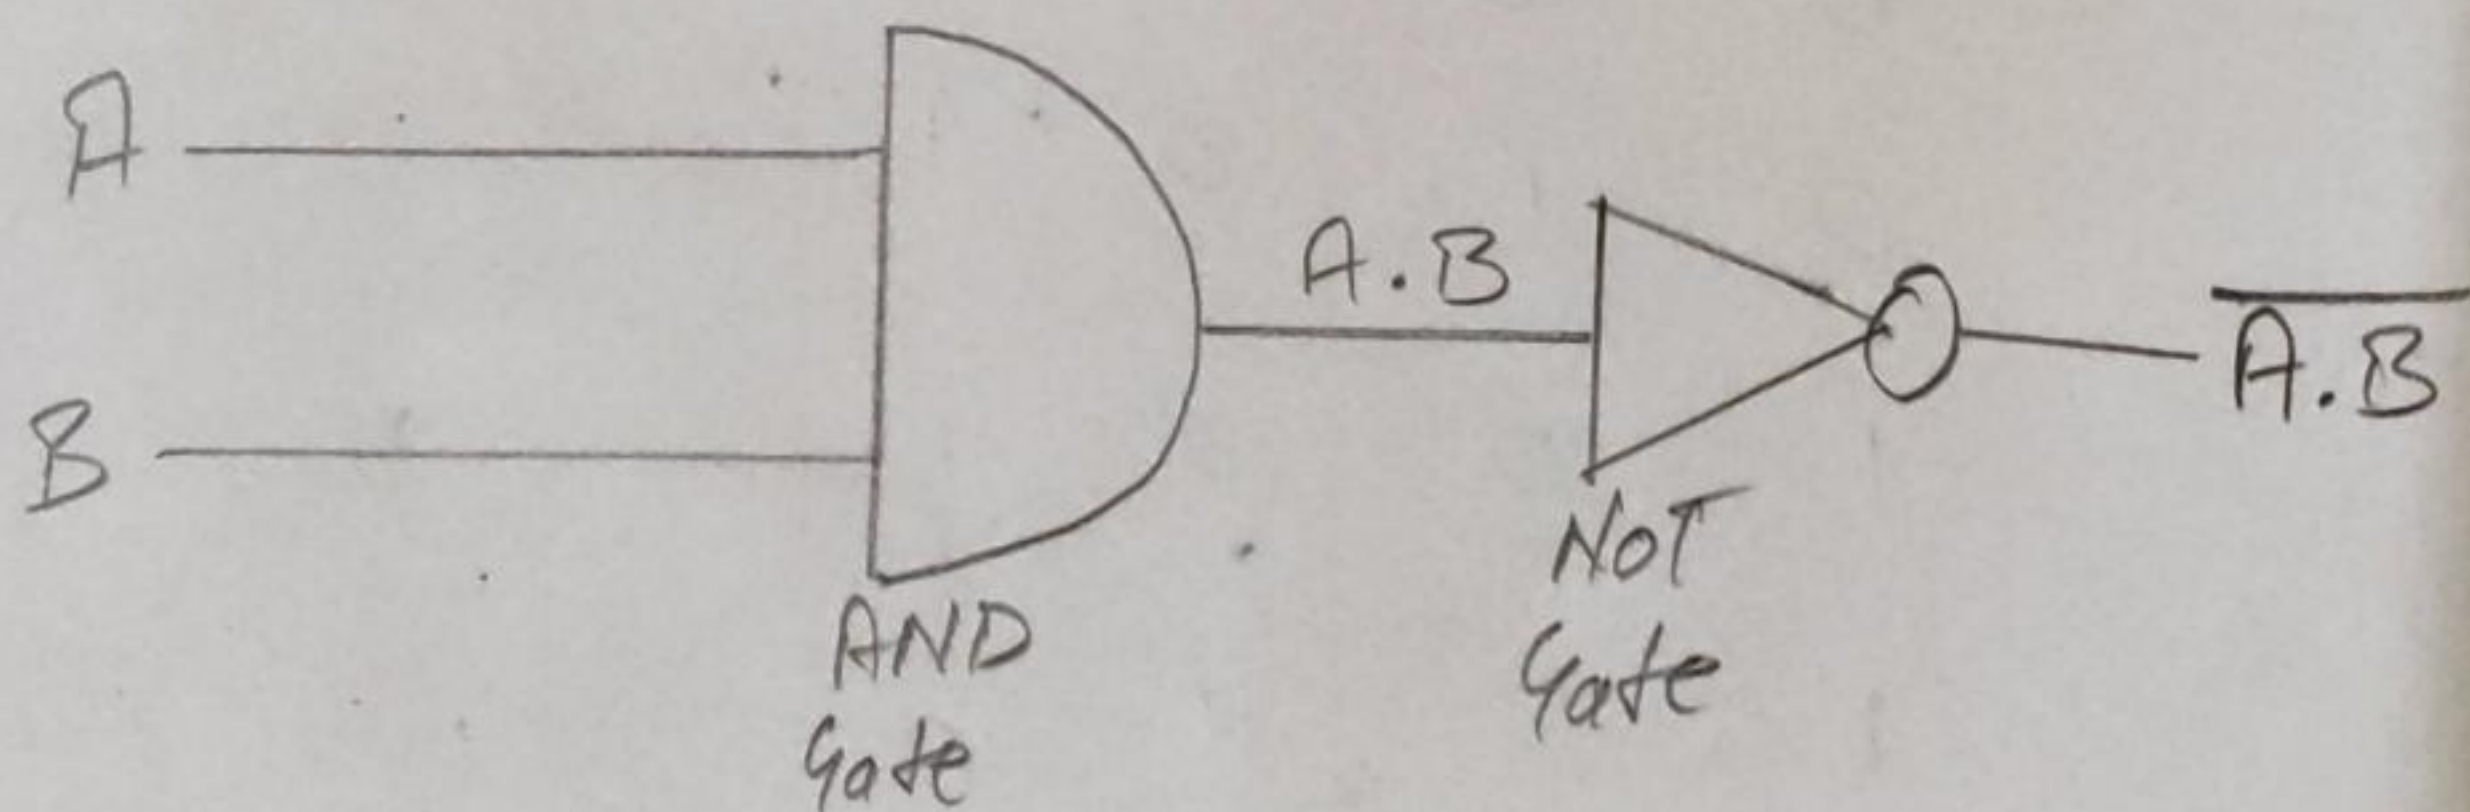 A
B
A.B
A̅.̅B̅
AND
Gate
NOT
Gate